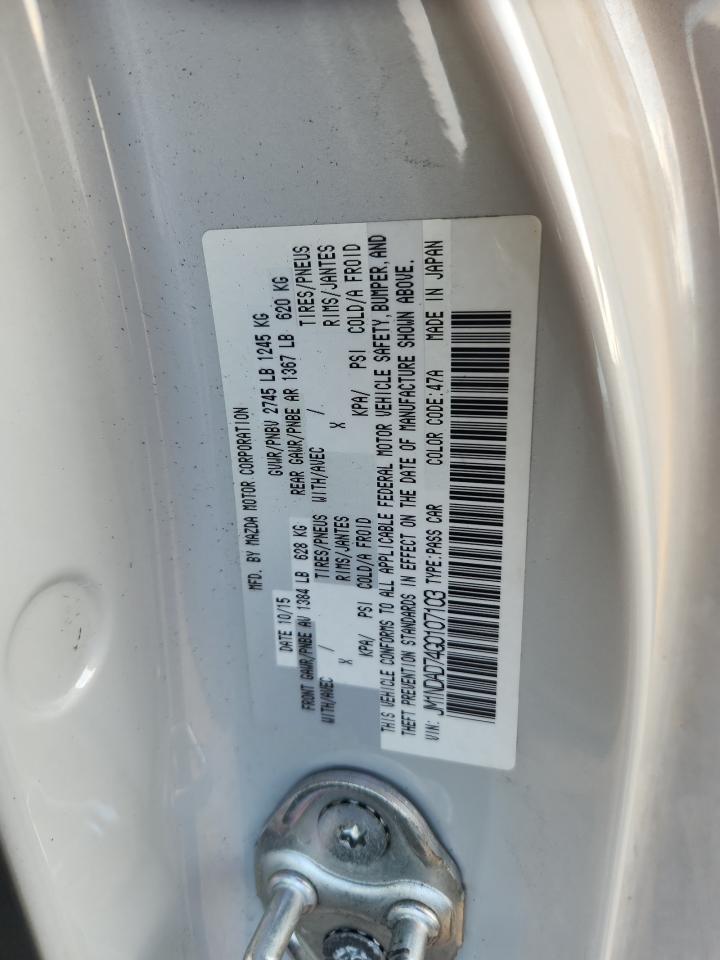 MFD. BY MAZDA MOTOR CORPORATION
DATE 10/15 GVWR/PNBV 2745 LB 1245 KG
FRONT GAWR/PNBE AV 1384 LB 628 KG REAR GAWR/PNBE AR 1367 LB 620 KG
WITH/AVEC / TIRES/PNEUS WITH/AVEC / TIRES/PNEUS
X RIMS/JANTES X RIMS/JANTES
KPA/ PSI COLD/A FROID KPA/ PSI COLD/A FROID
THIS VEHICLE CONFORMS TO ALL APPLICABLE FEDERAL MOTOR VEHICLE SAFETY, BUMPER, AND
THEFT PREVENTION STANDARDS IN EFFECT ON THE DATE OF MANUFACTURE SHOWN ABOVE.
VIN: JM1NDAD74G0107103 TYPE:PASS CAR COLOR CODE:47A MADE IN JAPAN